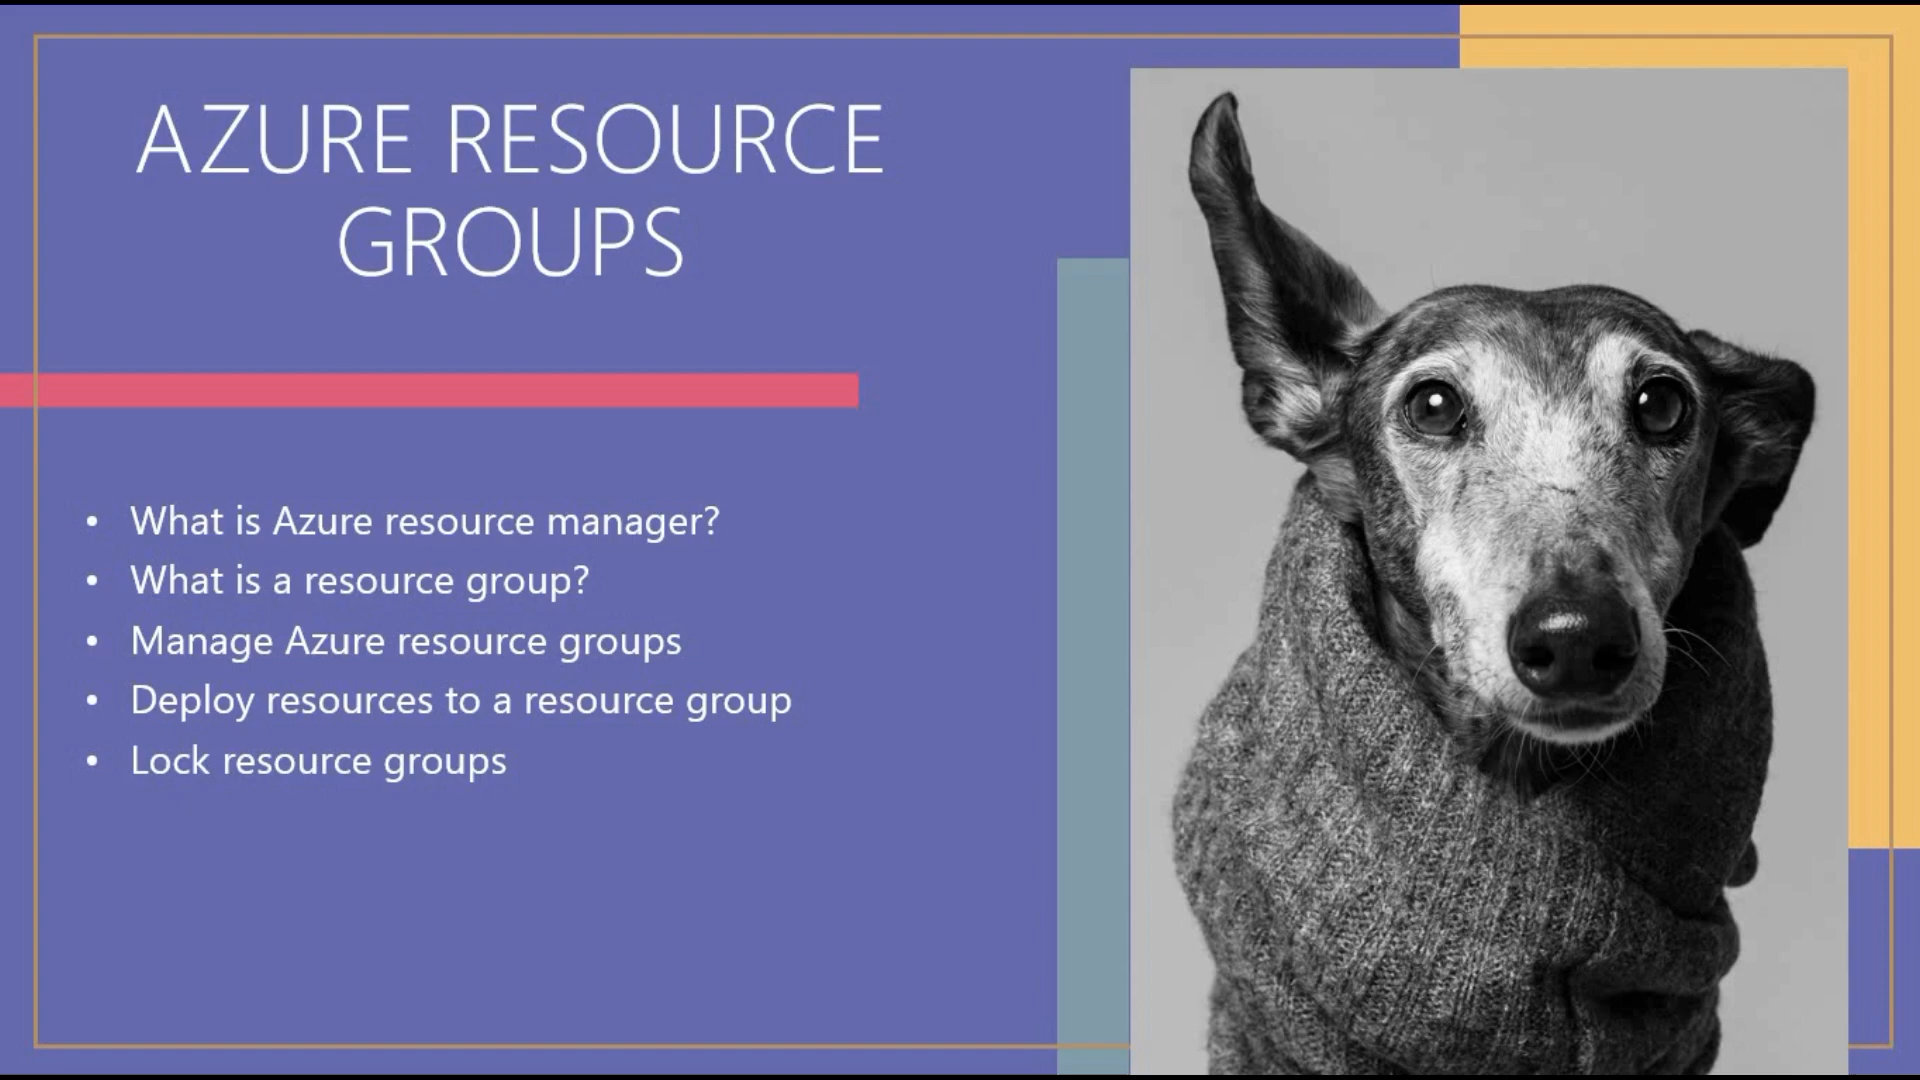 AZURE RESOURCE
GROUPS
• What is Azure resource manager?
• What is a resource group?
• Manage Azure resource groups
• Deploy resources to a resource group
• Lock resource groups